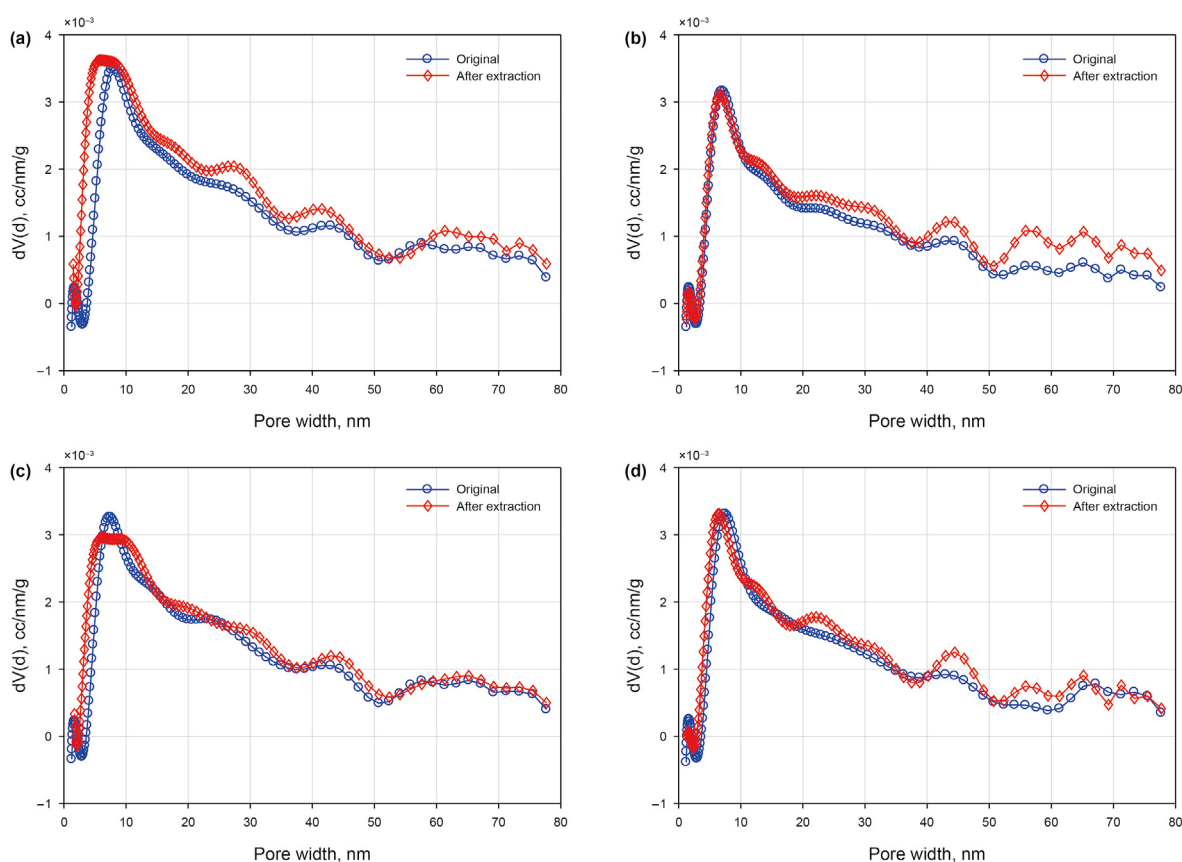 (a)
×10⁻³
4
3
2
1
0
−1
dV(d), cc/nm/g
Original
After extraction
0 10 20 30 40 50 60 70 80
Pore width, nm
(b)
×10⁻³
4
3
2
1
0
−1
dV(d), cc/nm/g
Original
After extraction
0 10 20 30 40 50 60 70 80
Pore width, nm
(c)
×10⁻³
4
3
2
1
0
−1
dV(d), cc/nm/g
Original
After extraction
0 10 20 30 40 50 60 70 80
Pore width, nm
(d)
×10⁻³
4
3
2
1
0
−1
dV(d), cc/nm/g
Original
After extraction
0 10 20 30 40 50 60 70 80
Pore width, nm